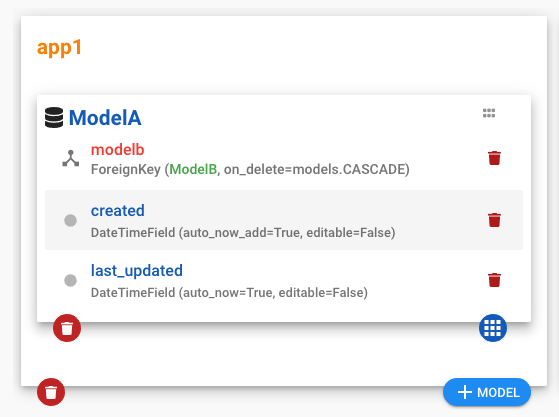 app1
ModelA
modelb
ForeignKey (ModelB, on_delete=models.CASCADE)
created
DateTimeField (auto_now_add=True, editable=False)
last_updated
DateTimeField (auto_now=True, editable=False)
MODEL